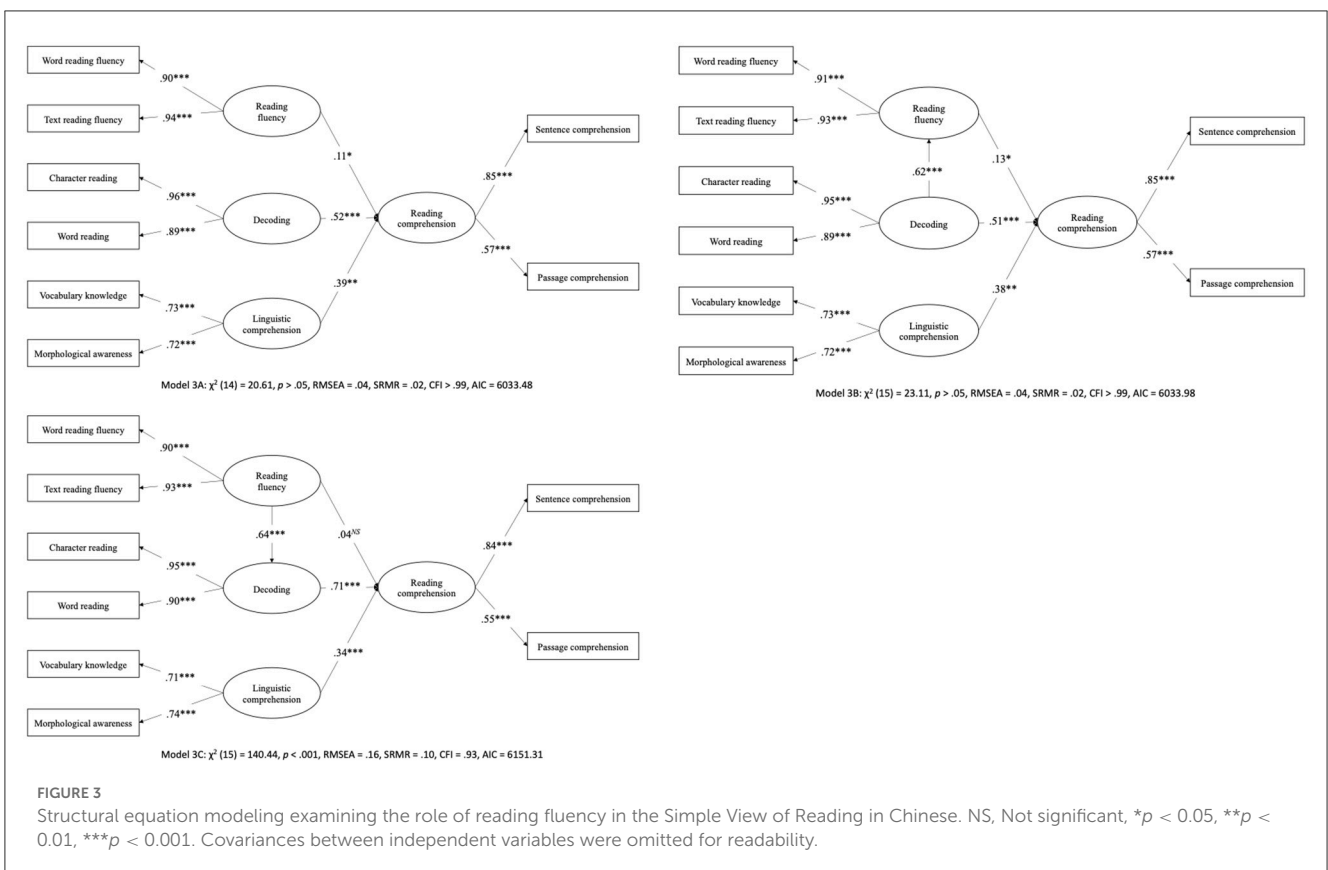 Word reading fluency
.90***
Reading
fluency
Text reading fluency
.94***
.11*
Sentence comprehension
Character reading
.96***
.85***
Decoding
.52***
Reading
comprehension
Word reading
.89***
.57***
.39**
Passage comprehension
Vocabulary knowledge
.73***
Linguistic
comprehension
Morphological awareness
.72***
Model 3A: χ² (14) = 20.61, p > .05, RMSEA = .04, SRMR = .02, CFI > .99, AIC = 6033.48
Word reading fluency
.91***
Reading
fluency
Text reading fluency
.93***
Sentence comprehension
.13*
.62***
Character reading
.95***
.85***
Decoding
.51***
Reading
comprehension
Word reading
.89***
.57***
.38**
Passage comprehension
Vocabulary knowledge
.73***
Linguistic
comprehension
Morphological awareness
.72***
Model 3B: χ² (15) = 23.11, p > .05, RMSEA = .04, SRMR = .02, CFI > .99, AIC = 6033.98
Word reading fluency
.90***
Reading
fluency
Text reading fluency
.93***
Sentence comprehension
.64***
.04NS
Character reading
.95***
.84***
Decoding
.71***
Reading
comprehension
Word reading
.90***
.55***
Passage comprehension
.34***
Vocabulary knowledge
.71***
Linguistic
comprehension
Morphological awareness
.74***
Model 3C: χ² (15) = 140.44, p < .001, RMSEA = .16, SRMR = .10, CFI = .93, AIC = 6151.31
FIGURE 3
Structural equation modeling examining the role of reading fluency in the Simple View of Reading in Chinese. NS, Not significant, *p < 0.05, **p <
0.01, ***p < 0.001. Covariances between independent variables were omitted for readability.